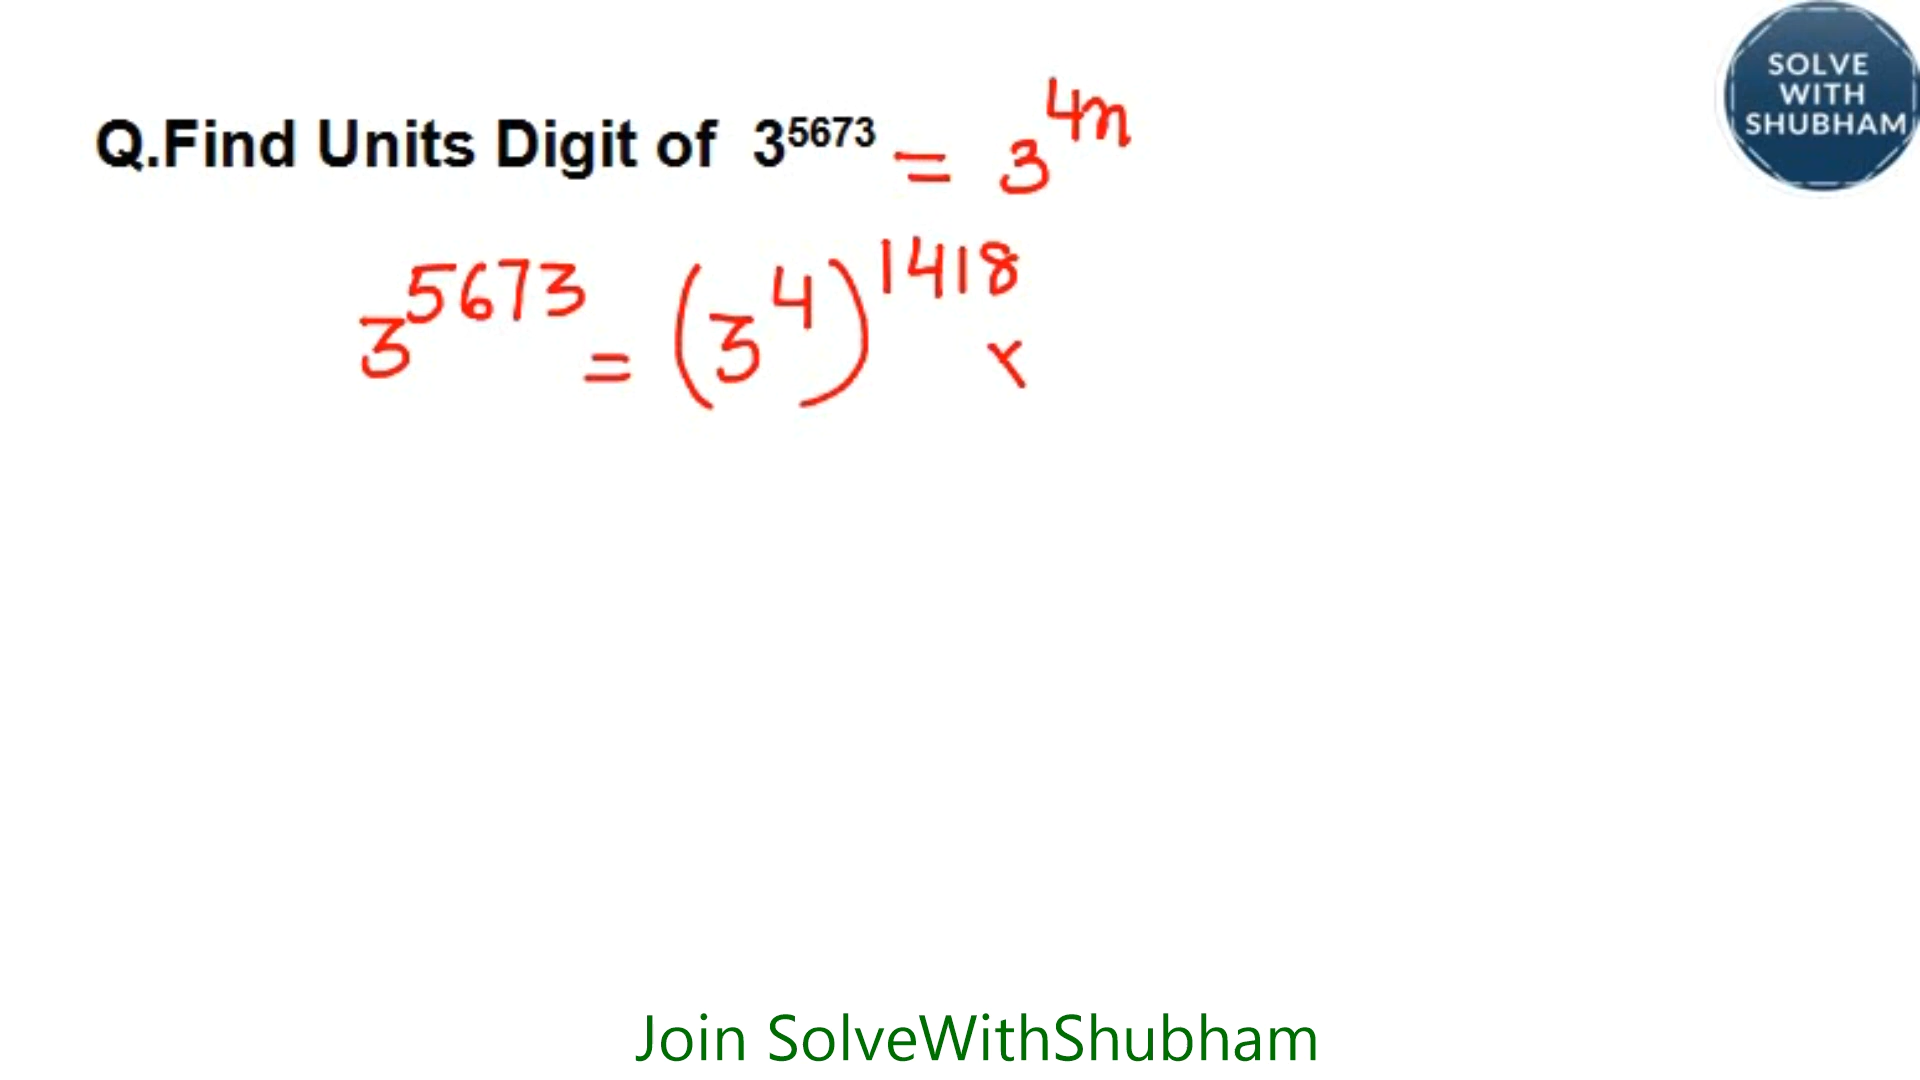 SOLVE
WITH
SHUBHAM
Q.Find Units Digit of 3^5673 = 3^4n
3^5673 = (3^4)^1418 x
Join SolveWithShubham